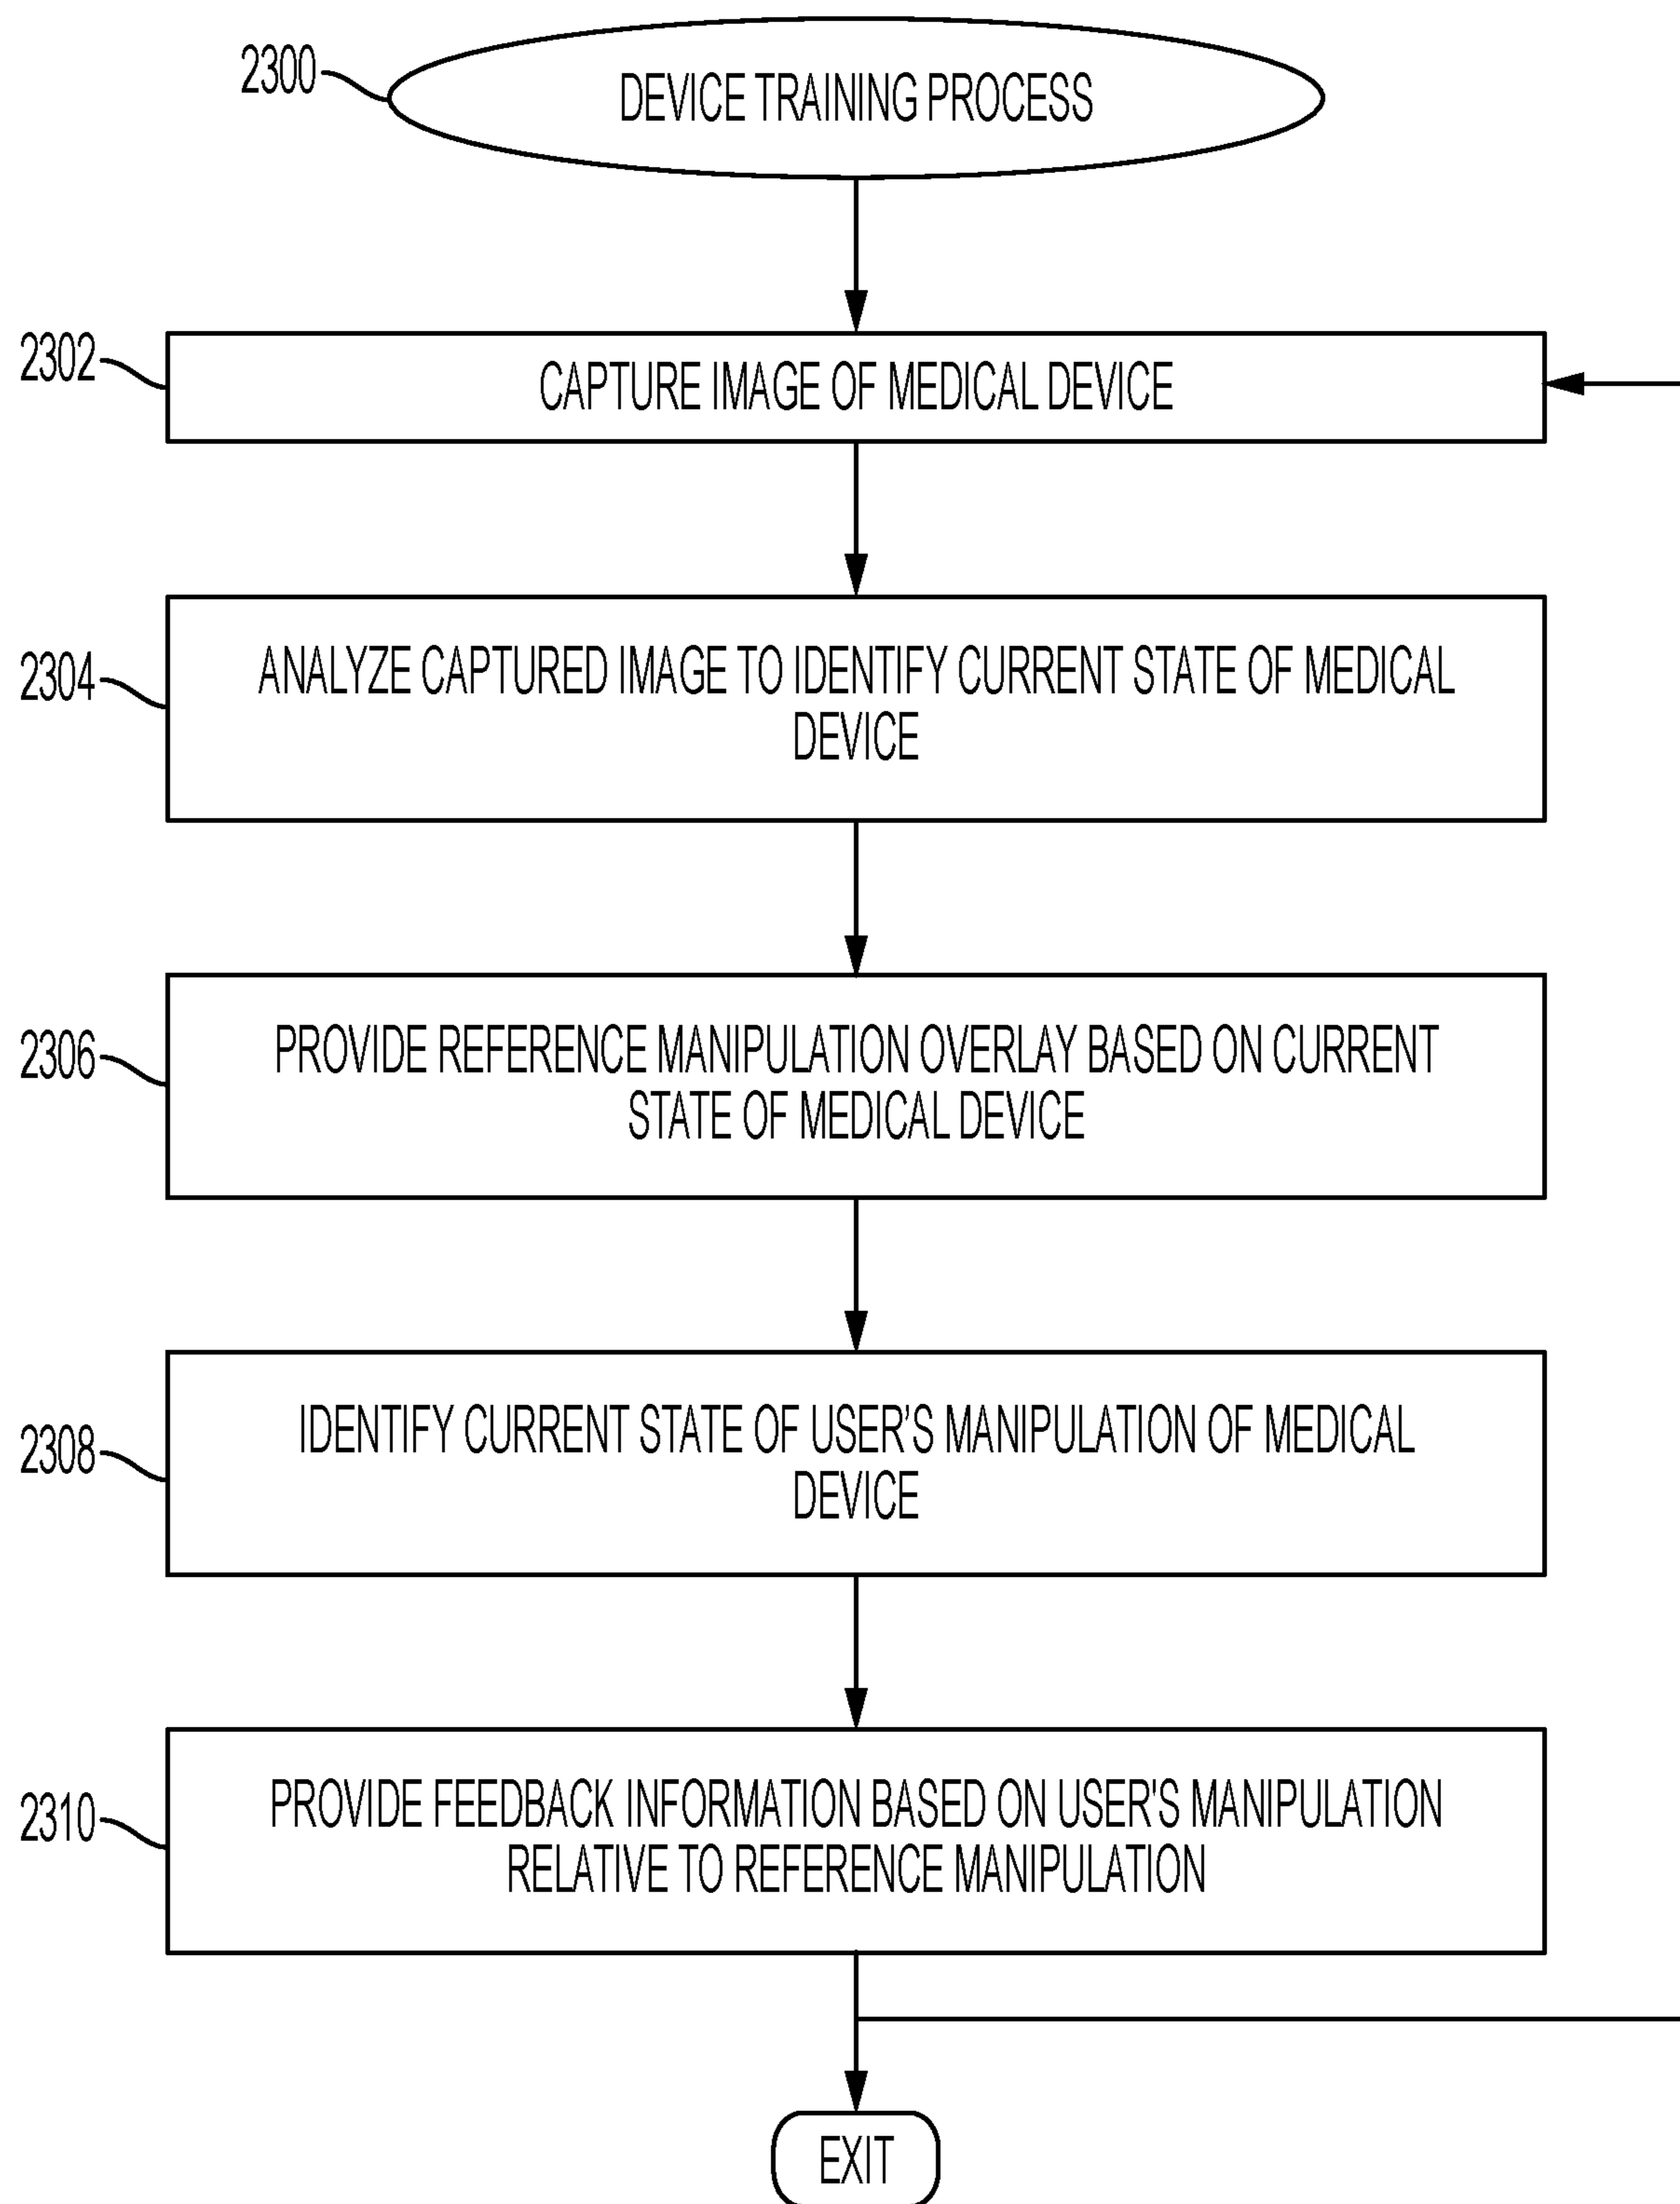 2300
DEVICE TRAINING PROCESS
2302
CAPTURE IMAGE OF MEDICAL DEVICE
2304
ANALYZE CAPTURED IMAGE TO IDENTIFY CURRENT STATE OF MEDICAL
DEVICE
2306
PROVIDE REFERENCE MANIPULATION OVERLAY BASED ON CURRENT
STATE OF MEDICAL DEVICE
2308
IDENTIFY CURRENT STATE OF USER'S MANIPULATION OF MEDICAL
DEVICE
2310
PROVIDE FEEDBACK INFORMATION BASED ON USER'S MANIPULATION
RELATIVE TO REFERENCE MANIPULATION
EXIT